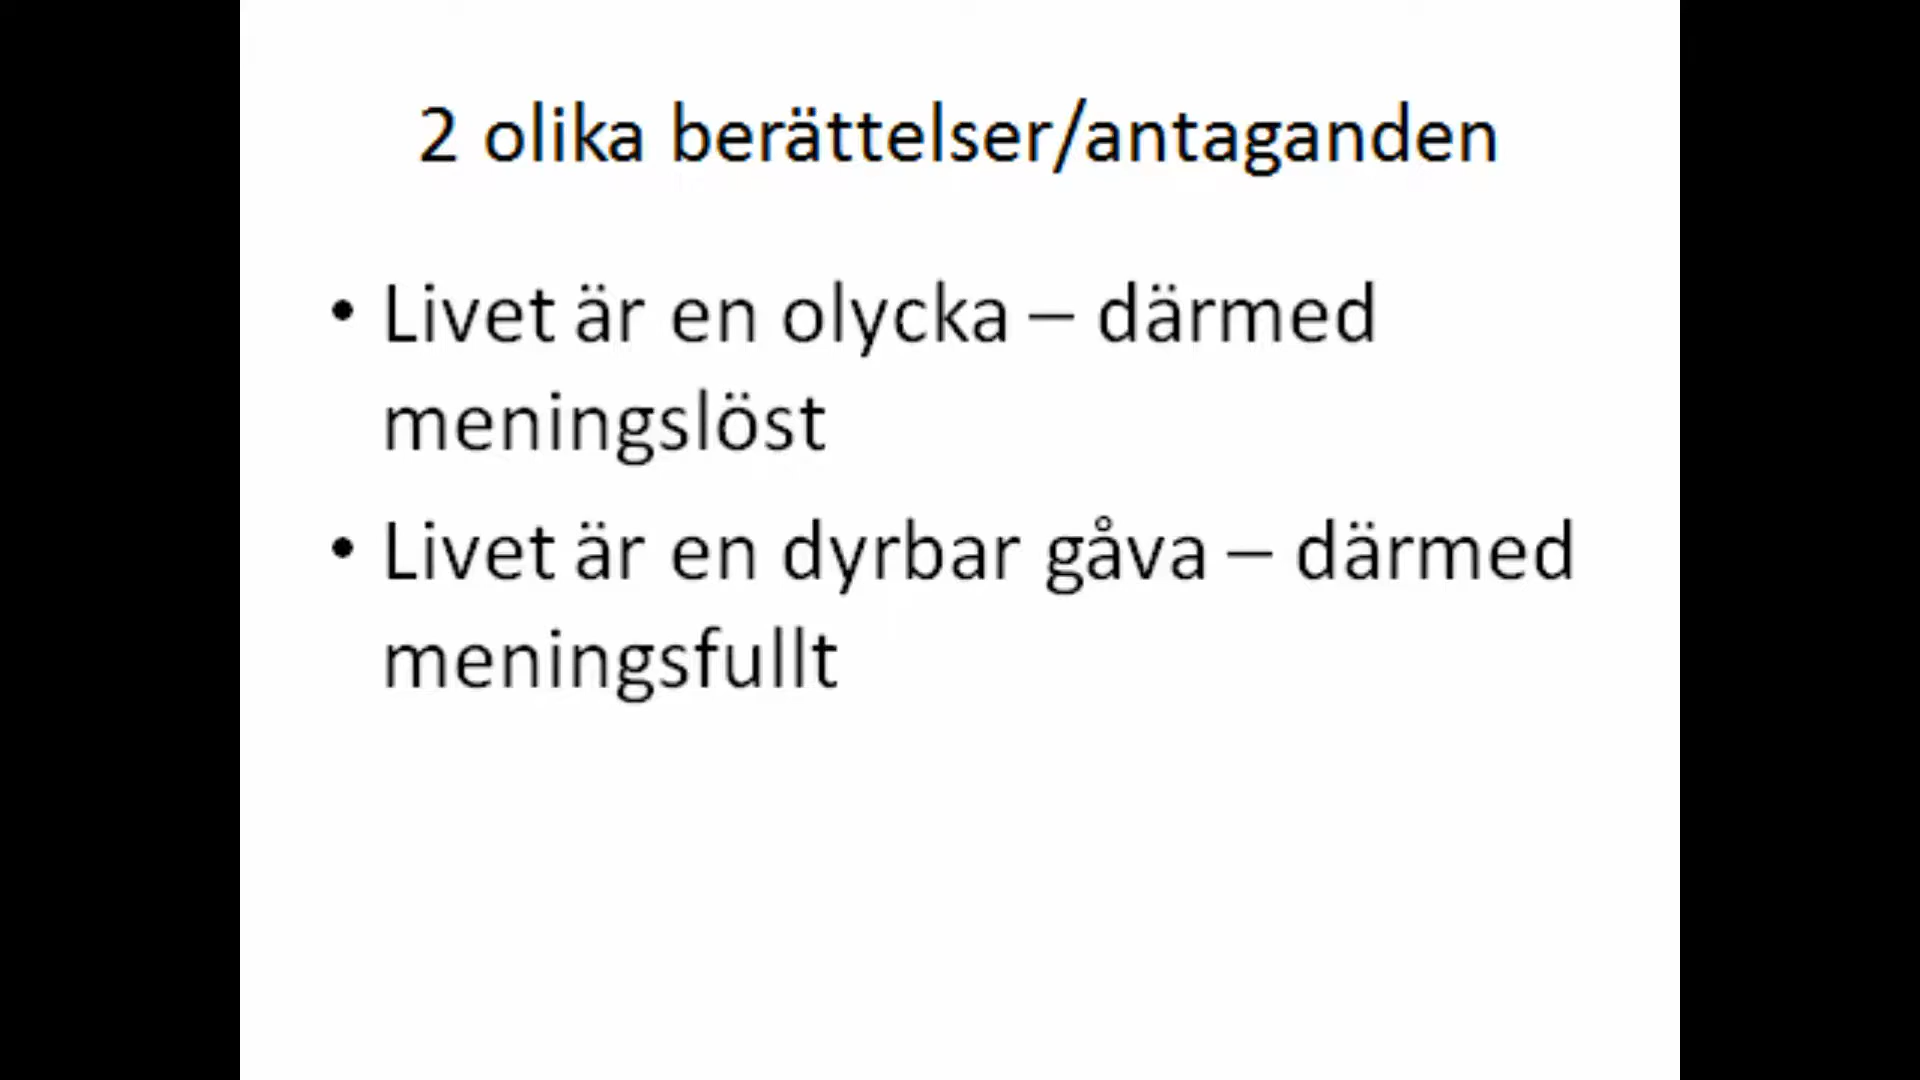 2 olika berättelser/antaganden
• Livet är en olycka – därmed
meningslöst
• Livet är en dyrbar gåva – därmed
meningsfullt